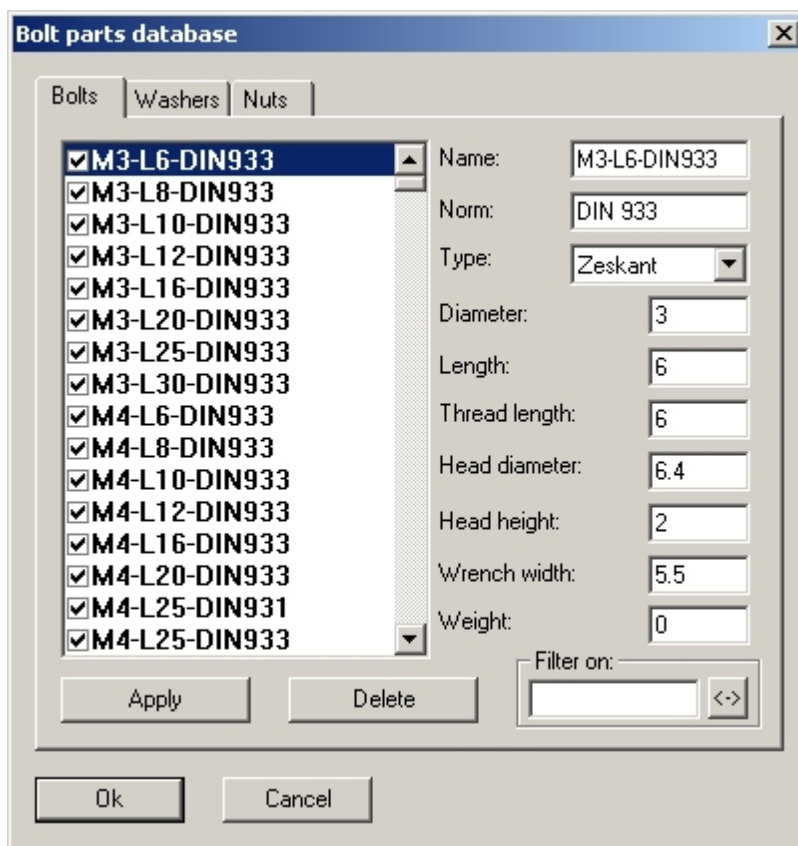 Bolt parts database
Bolts
Washers
Nuts
M3-L6-DIN933
M3-L8-DIN933
M3-L10-DIN933
M3-L12-DIN933
M3-L16-DIN933
M3-L20-DIN933
M3-L25-DIN933
M3-L30-DIN933
M4-L6-DIN933
M4-L8-DIN933
M4-L10-DIN933
M4-L12-DIN933
M4-L16-DIN933
M4-L20-DIN933
M4-L25-DIN931
M4-L25-DIN933
Name: M3-L6-DIN933
Norm: DIN 933
Type: Zeskant
Diameter: 3
Length: 6
Thread length: 6
Head diameter: 6.4
Head height: 2
Wrench width: 5.5
Weight: 0
Filter on:
<->
Apply
Delete
Ok
Cancel